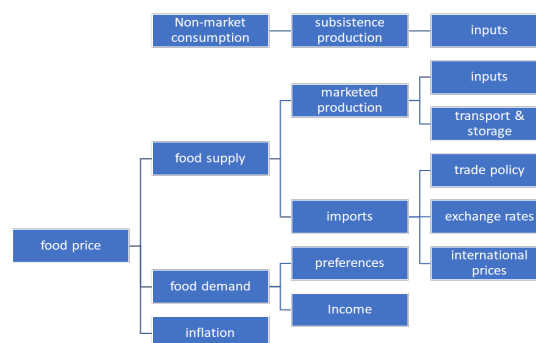 Non-market
consumption
subsistence
production
inputs
marketed
production
inputs
transport &
storage
food supply
trade policy
imports
exchange rates
food price
preferences
international
prices
food demand
Income
inflation